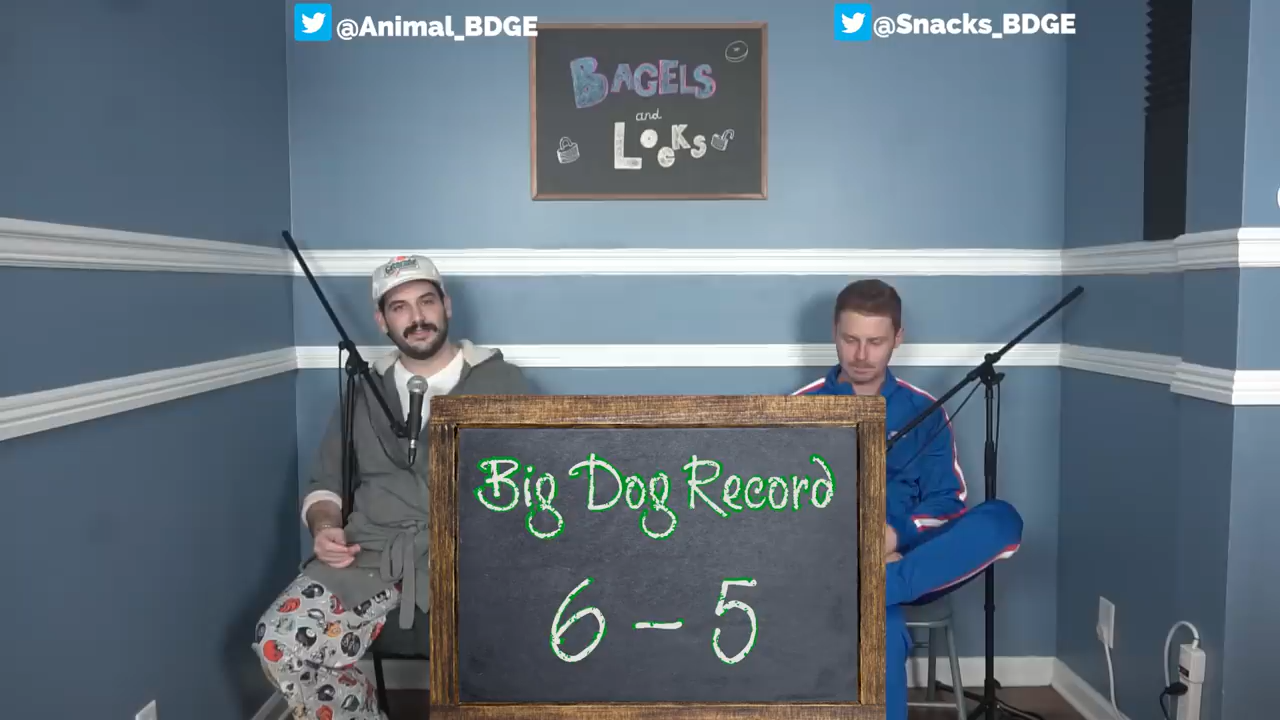 @Animal_BDGE
@Snacks_BDGE
BAGELS
and
LOCKS
Big Dog Record
6 - 5